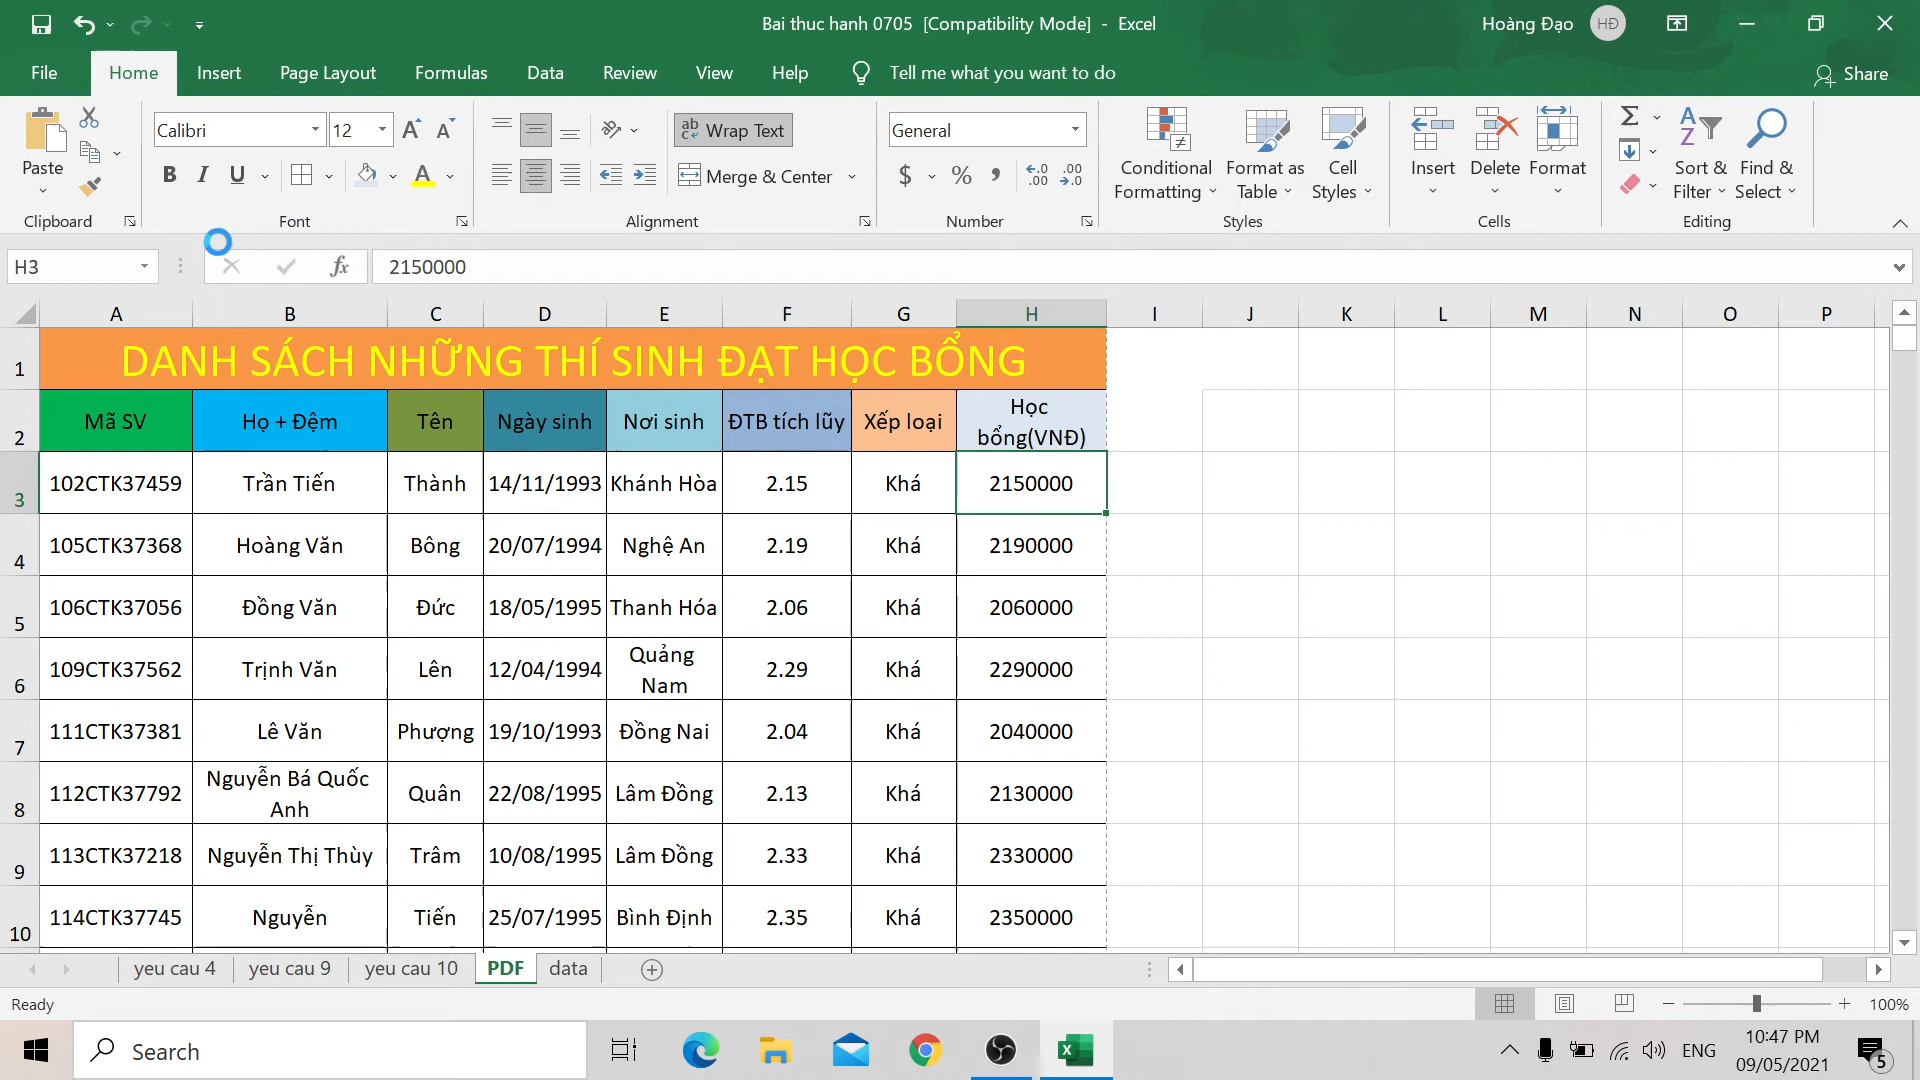 Bai thuc hanh 0705 [Compatibility Mode] - Excel
Hoàng Đạo HĐ
File Home Insert Page Layout Formulas Data Review View Help Tell me what you want to do Share
Calibri 12 ab Wrap Text General
Paste B I U A Merge & Center $ % , .00 .0 .00 .0
Conditional Formatting Format as Table Cell Styles Insert Delete Format Sort & Filter Find & Select
Clipboard Font Alignment Number Styles Cells Editing
H3 fx 2150000
A B C D E F G H I J K L M N O P
1 DANH SÁCH NHỮNG THÍ SINH ĐẠT HỌC BỔNG
2 Mã SV Họ + Đệm Tên Ngày sinh Nơi sinh ĐTB tích lũy Xếp loại Học bổng(VNĐ)
3 102CTK37459 Trần Tiến Thành 14/11/1993 Khánh Hòa 2.15 Khá 2150000
4 105CTK37368 Hoàng Văn Bông 20/07/1994 Nghệ An 2.19 Khá 2190000
5 106CTK37056 Đồng Văn Đức 18/05/1995 Thanh Hóa 2.06 Khá 2060000
6 109CTK37562 Trịnh Văn Lên 12/04/1994 Quảng Nam 2.29 Khá 2290000
7 111CTK37381 Lê Văn Phượng 19/10/1993 Đồng Nai 2.04 Khá 2040000
8 112CTK37792 Nguyễn Bá Quốc Anh Quân 22/08/1995 Lâm Đồng 2.13 Khá 2130000
9 113CTK37218 Nguyễn Thị Thùy Trâm 10/08/1995 Lâm Đồng 2.33 Khá 2330000
10 114CTK37745 Nguyễn Tiến 25/07/1995 Bình Định 2.35 Khá 2350000
yeu cau 4 yeu cau 9 yeu cau 10 PDF data
Ready 100%
Search ENG 10:47 PM
09/05/2021 5